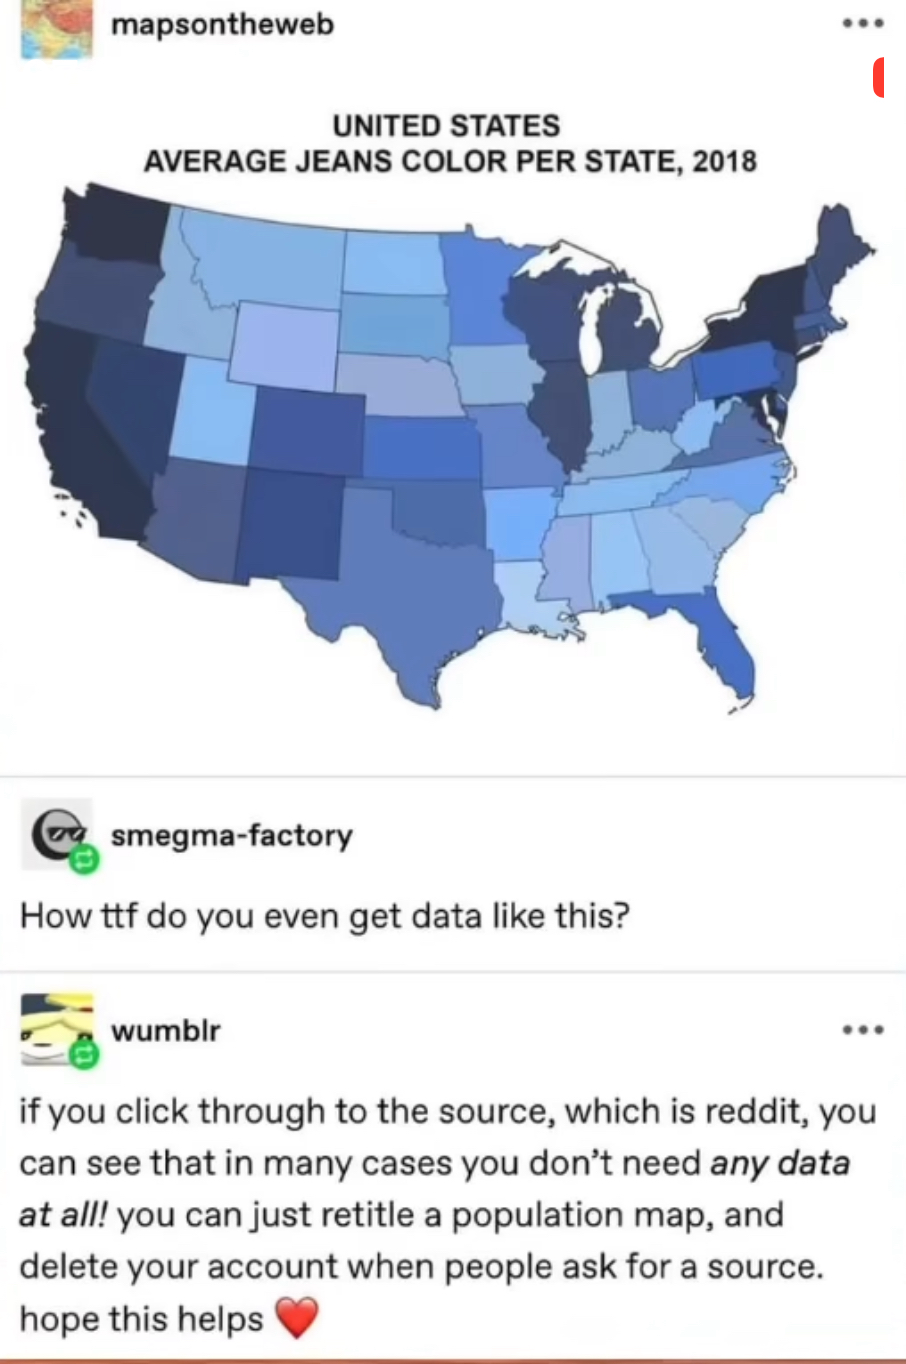 mapsontheweb
UNITED STATES
AVERAGE JEANS COLOR PER STATE, 2018
smegma-factory
How ttf do you even get data like this?
wumblr
if you click through to the source, which is reddit, you
can see that in many cases you don’t need any data
at all! you can just retitle a population map, and
delete your account when people ask for a source.
hope this helps ❤️